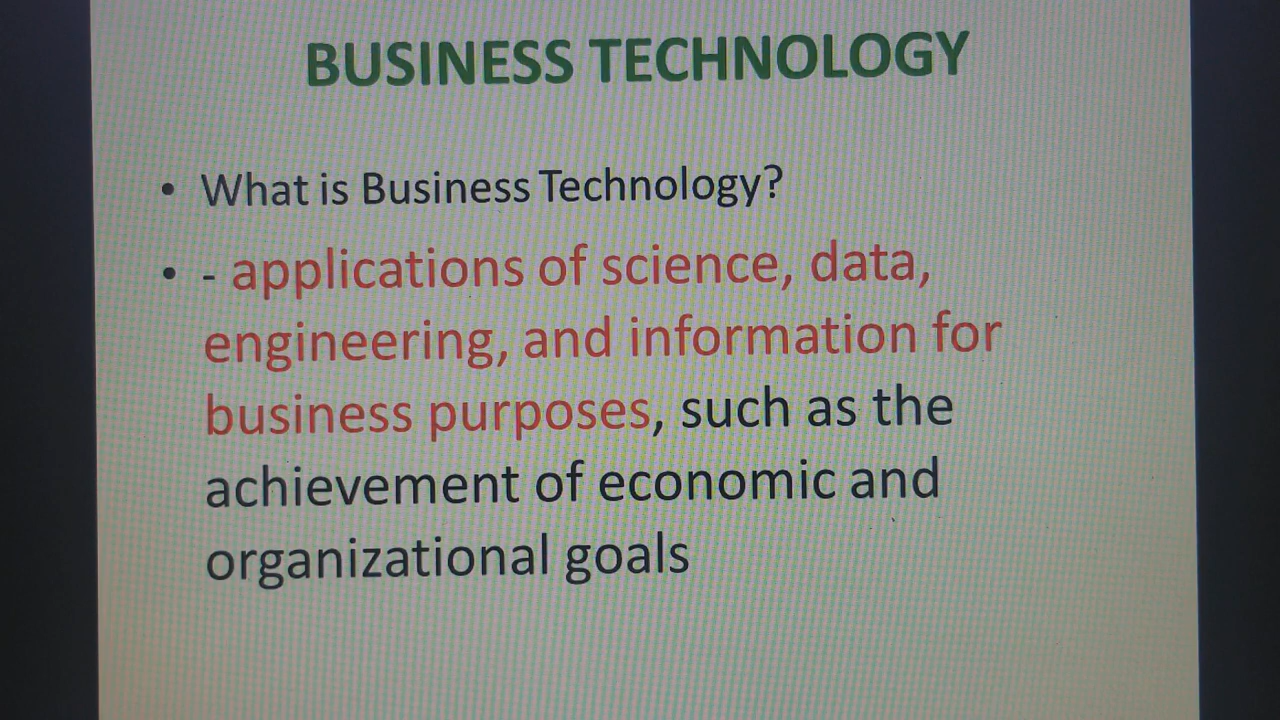 BUSINESS TECHNOLOGY
• What is Business Technology?
• - applications of science, data,
engineering, and information for
business purposes, such as the
achievement of economic and
organizational goals